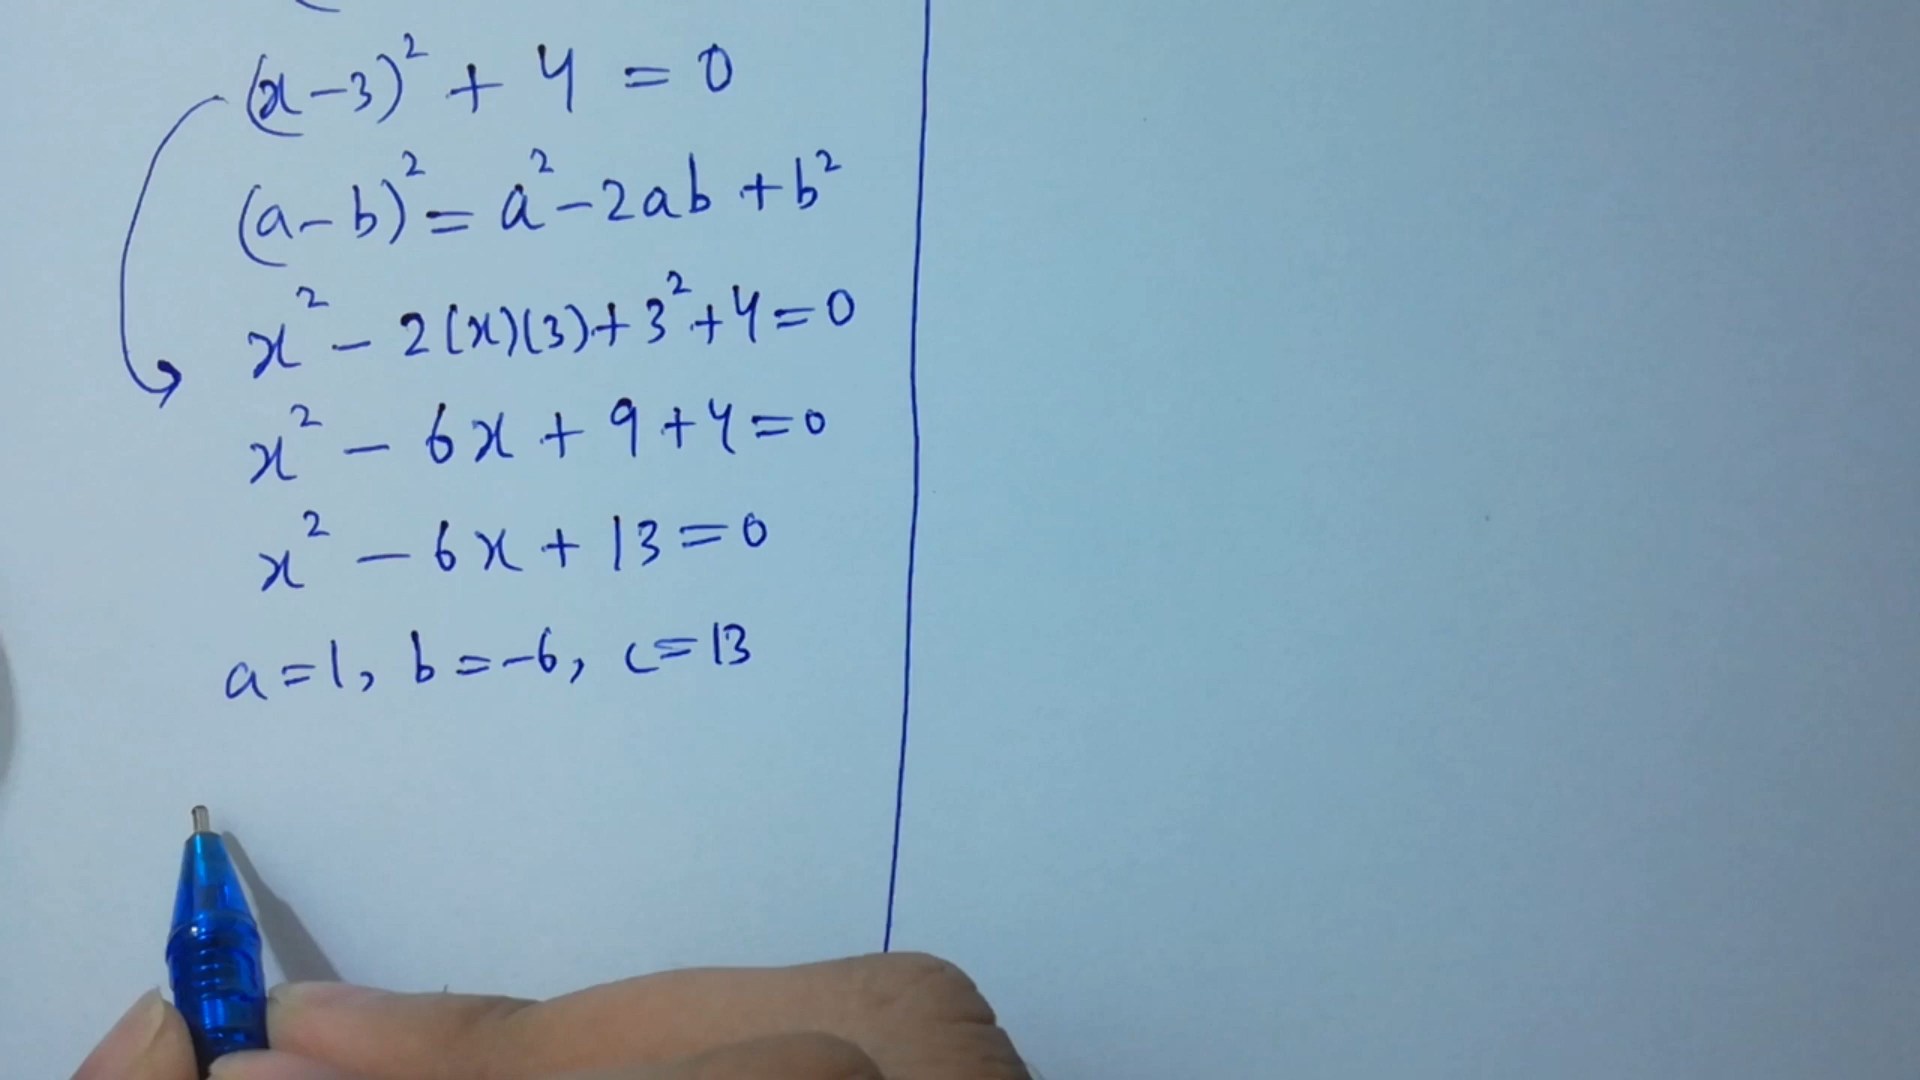 (x-3)² + 4 = 0
(a-b)² = a² - 2ab + b²
x² - 2(x)(3) + 3² + 4 = 0
x² - 6x + 9 + 4 = 0
x² - 6x + 13 = 0
a = 1, b = -6, c = 13